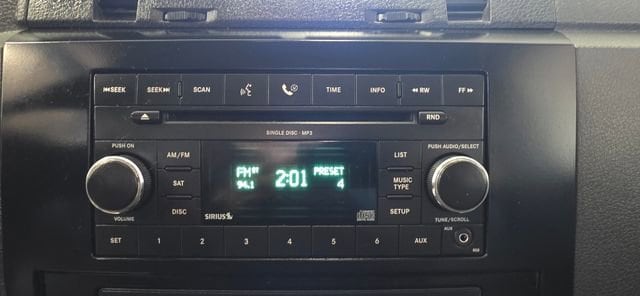 ⏮SEEK SEEK⏭ SCAN TIME INFO ◂◂ RW FF ▸▸
RND
SINGLE DISC · MP3
PUSH ON AM/FM LIST PUSH AUDIO/SELECT
FM 2:01 PRESET
94.1 4
SAT MUSIC TYPE
DISC SIRIUS SETUP
VOLUME TUNE/SCROLL
SET 1 2 3 4 5 6 AUX AUX